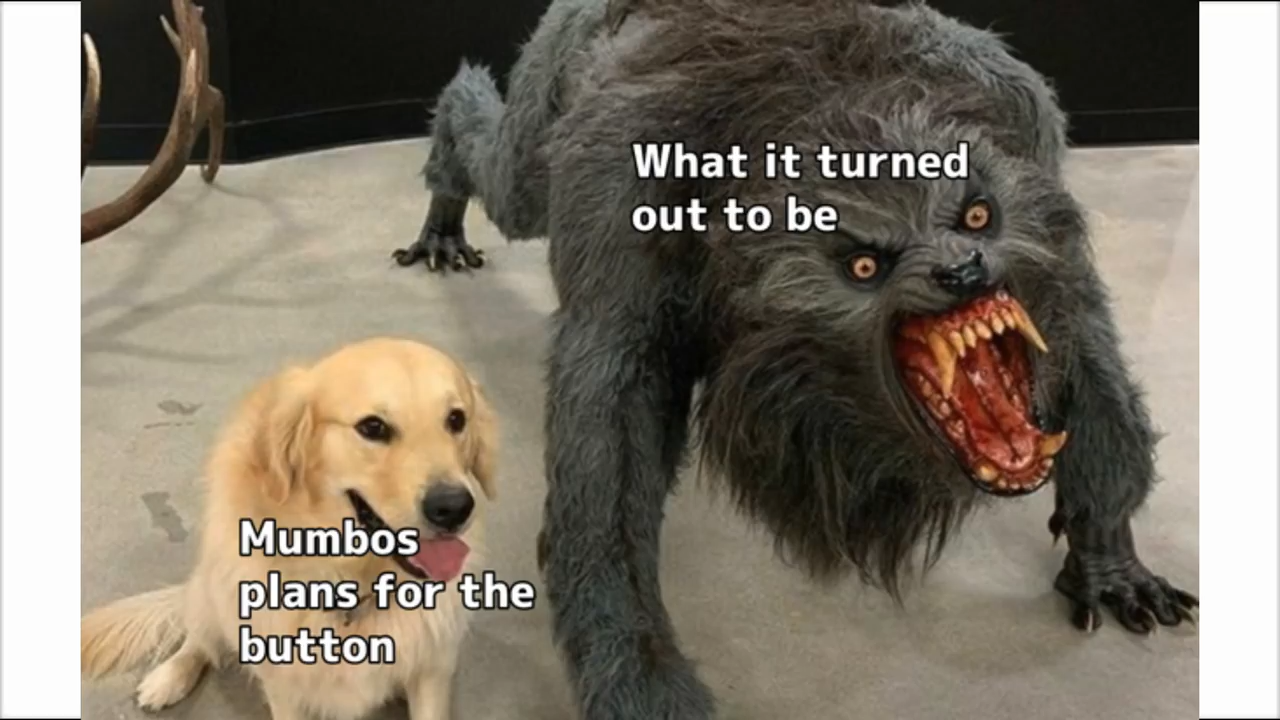 What it turned
out to be
Mumbos
plans for the
button